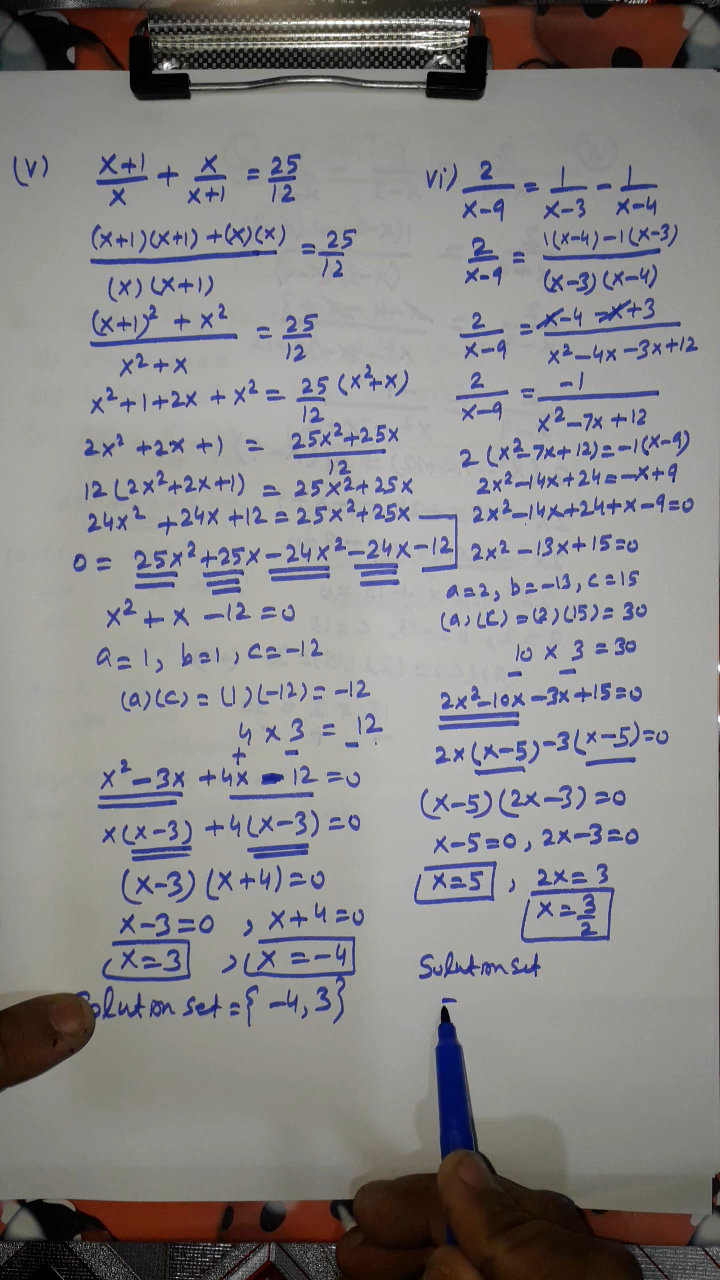 (v) (x+1)/x + x/(x+1) = 25/12
((x+1)(x+1) + (x)(x))/((x)(x+1)) = 25/12
((x+1)² + x²)/(x²+x) = 25/12
x²+1+2x + x² = 25/12 (x²+x)
2x² + 2x + 1 = (25x²+25x)/12
12(2x²+2x+1) = 25x²+25x
24x² + 24x + 12 = 25x²+25x
0 = 25x²+25x-24x²-24x-12
x² + x - 12 = 0
a=1, b=1, c=-12
(a)(c) = (1)(-12) = -12
4 x 3 = 12
+ - -
x² - 3x + 4x - 12 = 0
x(x-3) + 4(x-3) = 0
(x-3)(x+4) = 0
x-3=0 , x+4=0
x=3 , x = -4
Solution set = { -4, 3}
vi) 2/(x-9) = 1/(x-3) - 1/(x-4)
2/(x-9) = (1(x-4)-1(x-3))/((x-3)(x-4))
2/(x-9) = (x-4-x+3)/(x²-4x-3x+12)
2/(x-9) = -1/(x²-7x+12)
2(x²-7x+12) = -1(x-9)
2x²-14x+24 = -x+9
2x²-14x+24+x-9=0
2x²-13x+15=0
a=2, b=-13, c=15
(a)(c) = (2)(15) = 30
10 x 3 = 30
- -
2x²-10x-3x+15=0
2x(x-5)-3(x-5)=0
(x-5)(2x-3)=0
x-5=0, 2x-3=0
x=5 , 2x=3
x=3/2
Solution set
-